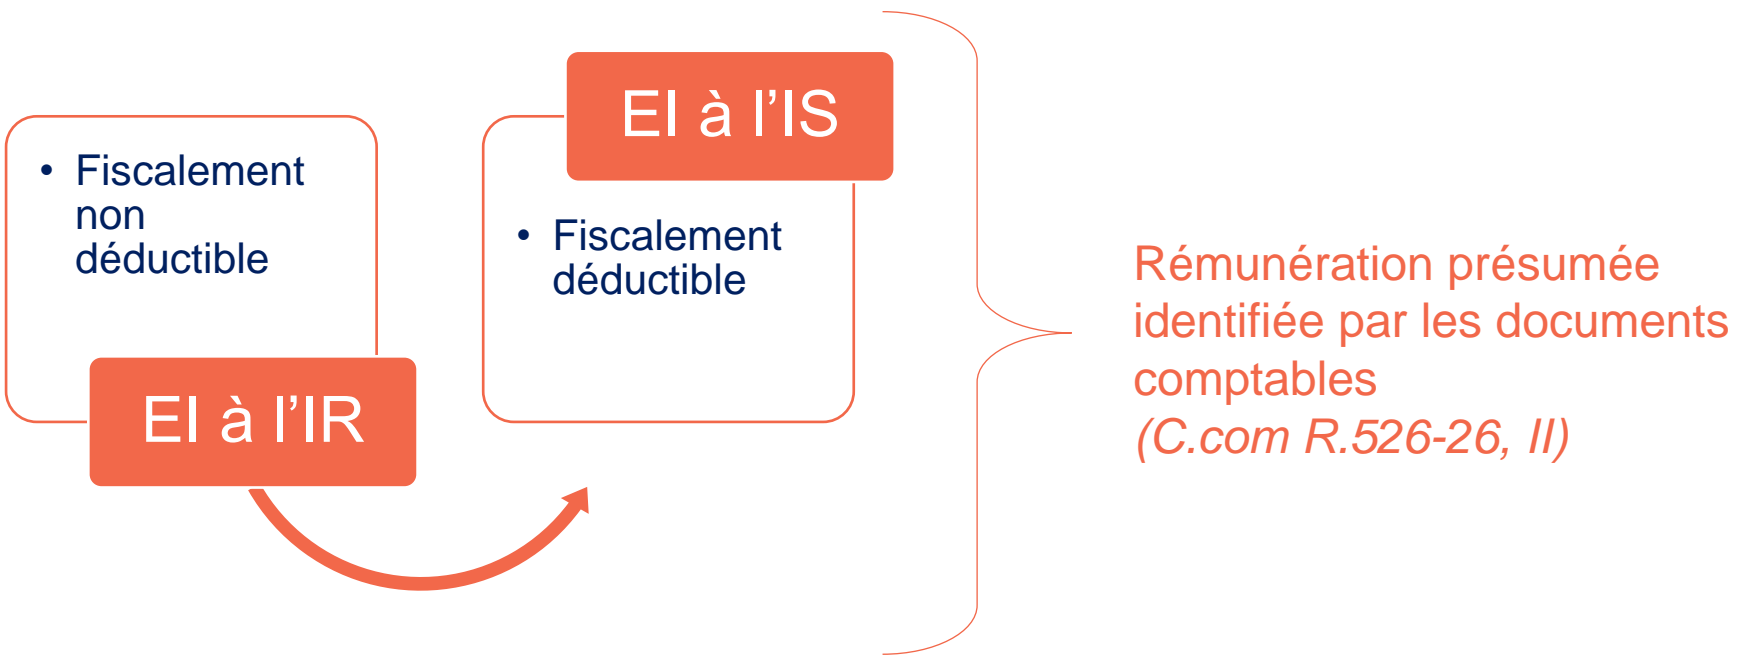 • Fiscalement
non
déductible
EI à l’IR
EI à l’IS
• Fiscalement
déductible
Rémunération présumée
identifiée par les documents
comptables
(C.com R.526-26, II)